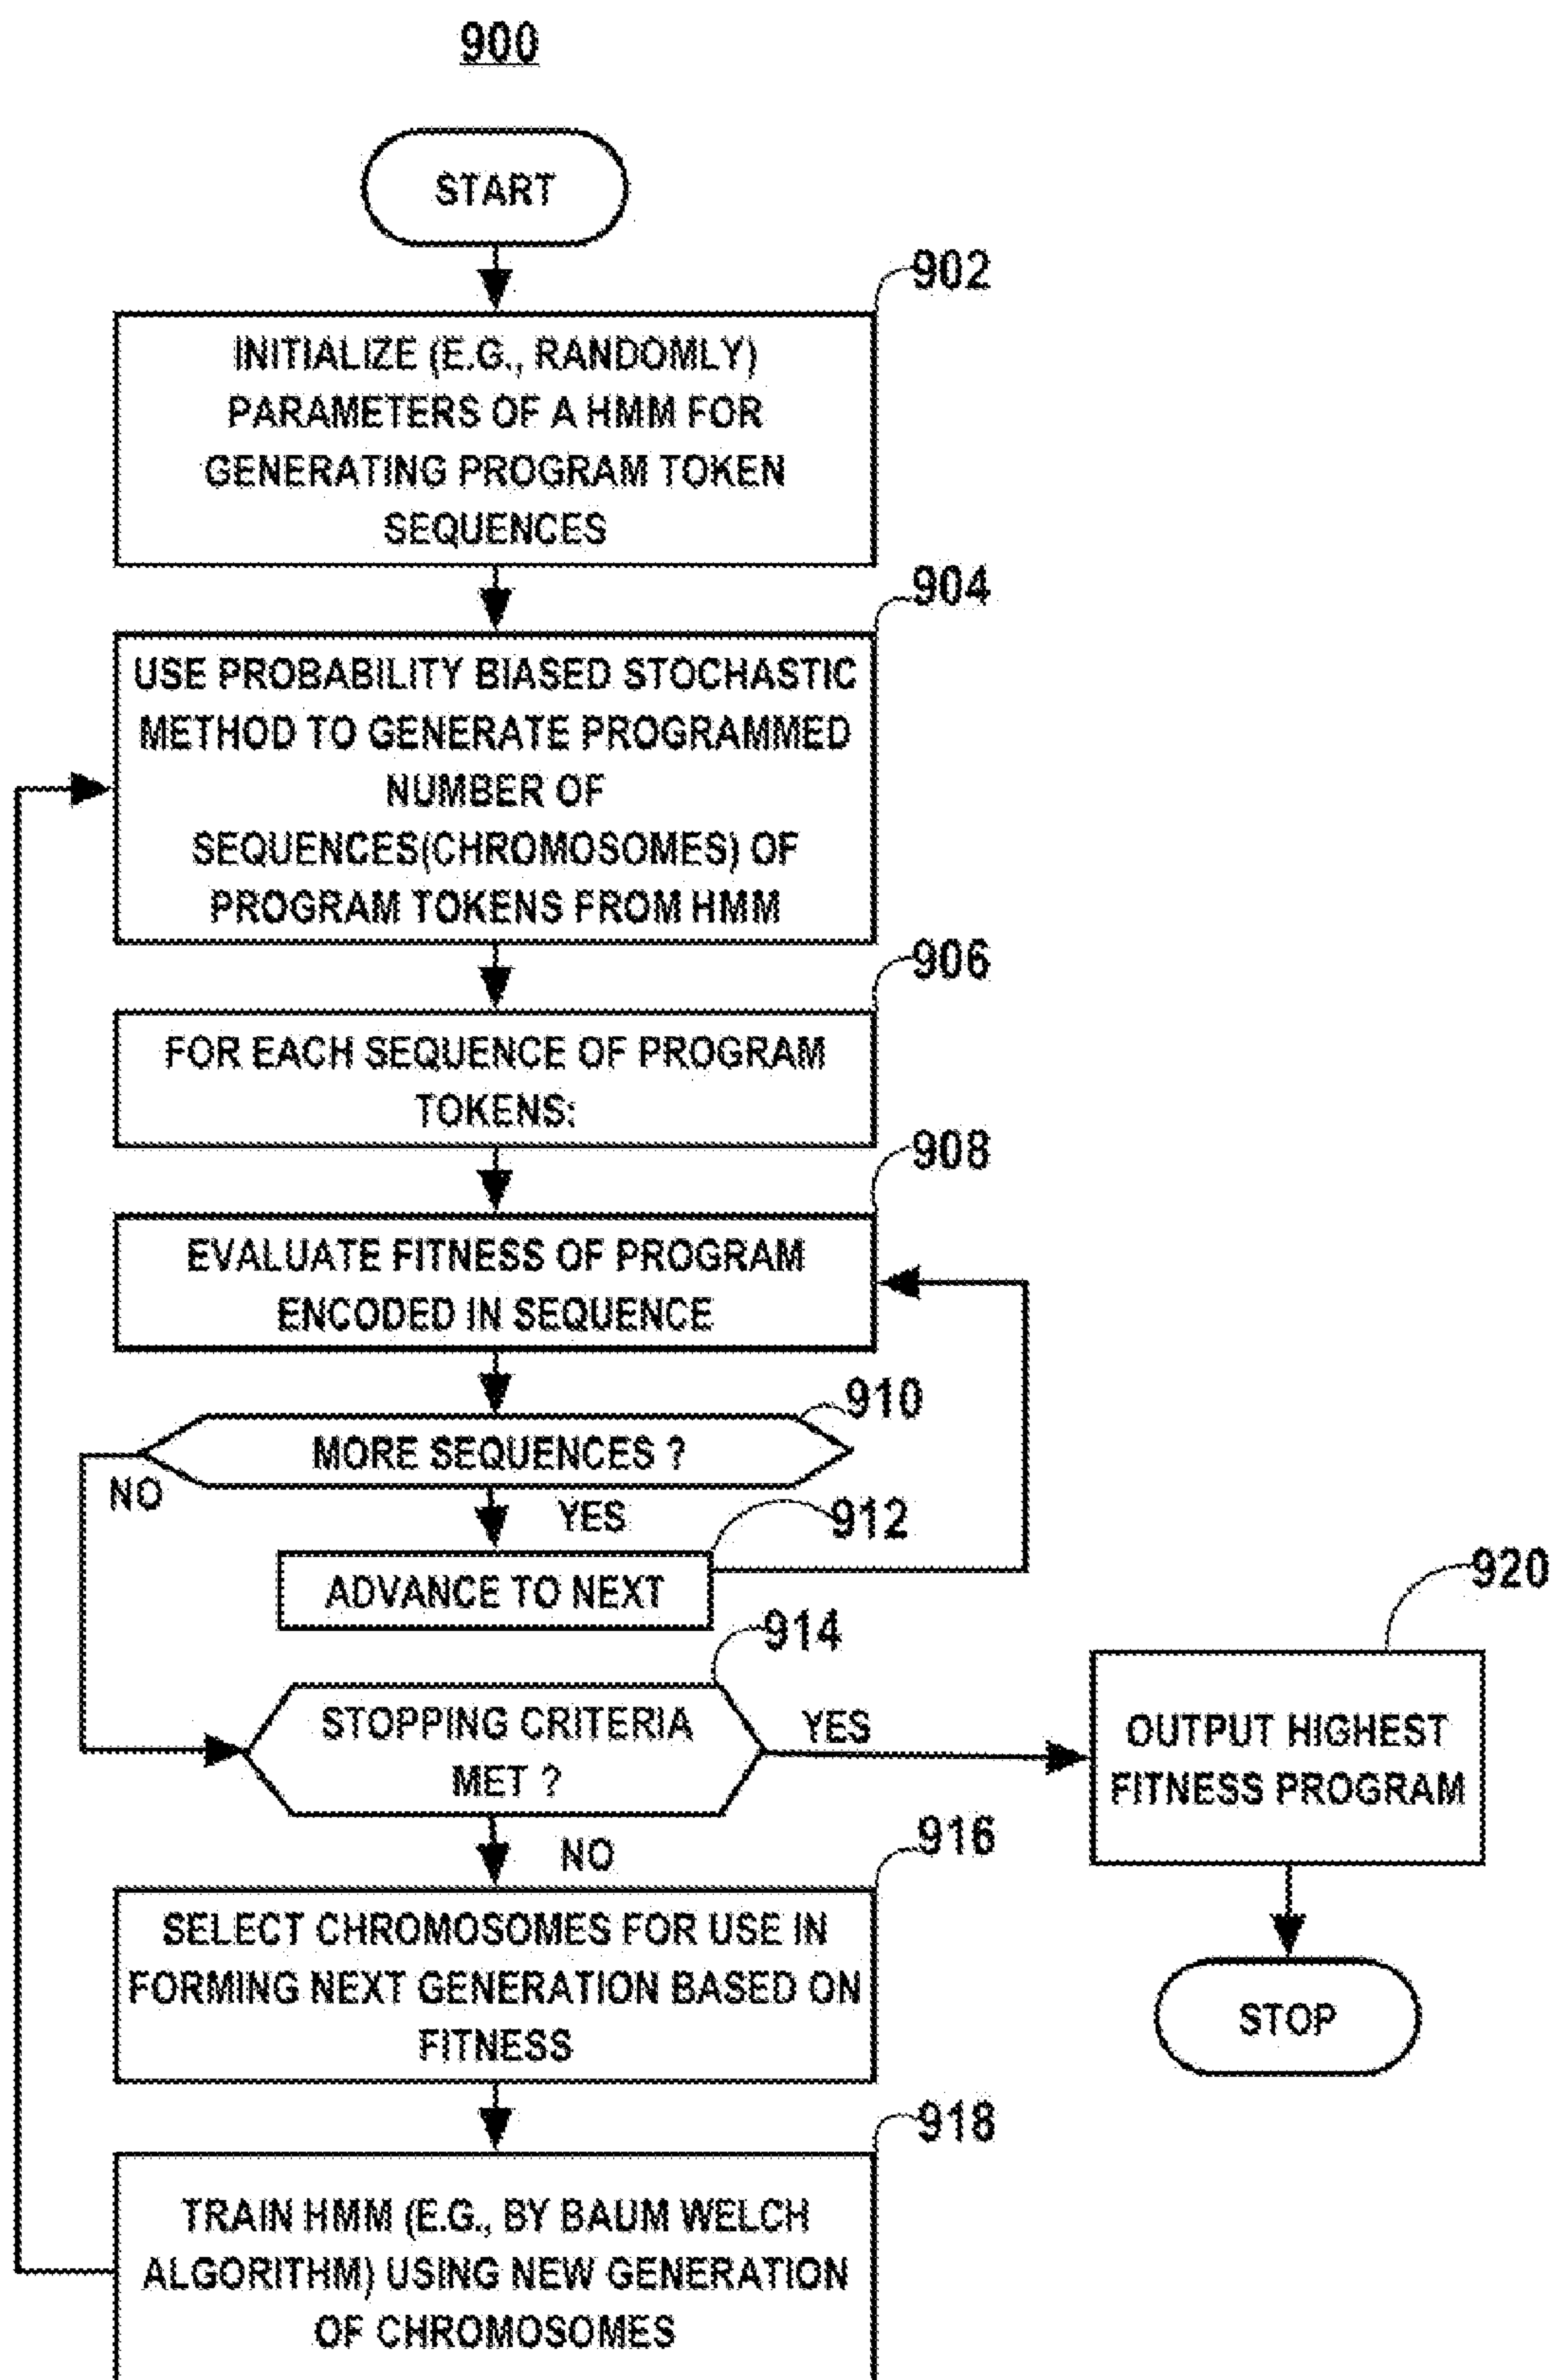 900
START
902
INITIALIZE (E.G., RANDOMLY)
PARAMETERS OF A HMM FOR
GENERATING PROGRAM TOKEN
SEQUENCES
904
USE PROBABILITY BIASED STOCHASTIC
METHOD TO GENERATE PROGRAMMED
NUMBER OF
SEQUENCES(CHROMOSOMES) OF
PROGRAM TOKENS FROM HMM
906
FOR EACH SEQUENCE OF PROGRAM
TOKENS:
908
EVALUATE FITNESS OF PROGRAM
ENCODED IN SEQUENCE
910
MORE SEQUENCES ?
NO
YES
912
ADVANCE TO NEXT
914
STOPPING CRITERIA
MET ?
YES
920
OUTPUT HIGHEST
FITNESS PROGRAM
STOP
NO
916
SELECT CHROMOSOMES FOR USE IN
FORMING NEXT GENERATION BASED ON
FITNESS
918
TRAIN HMM (E.G., BY BAUM WELCH
ALGORITHM) USING NEW GENERATION
OF CHROMOSOMES